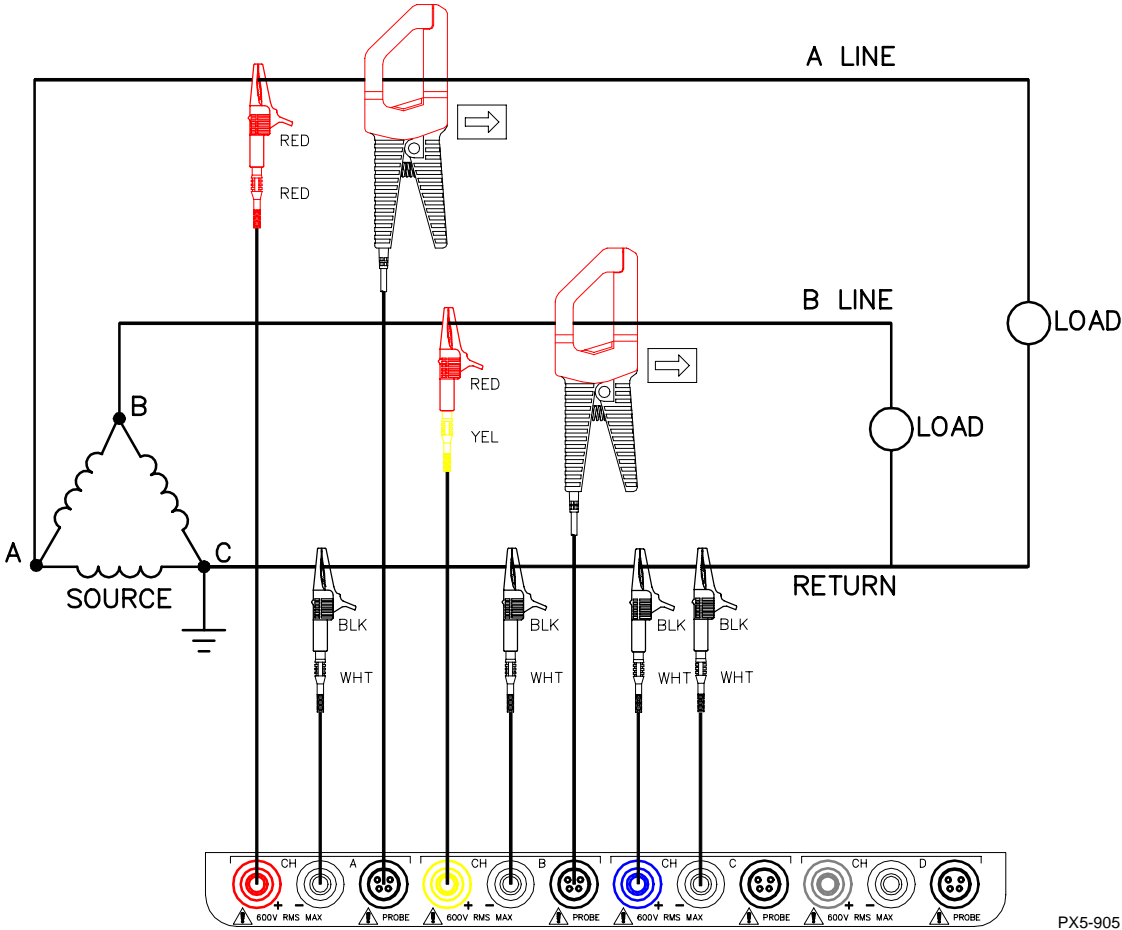 A LINE
RED
RED
B LINE
LOAD
RED
YEL
B
LOAD
A
C
SOURCE
RETURN
BLK
BLK
BLK
BLK
WHT
WHT
WHT
WHT
CH A CH B CH C CH D
+ − + − + − + −
600V RMS MAX PROBE 600V RMS MAX PROBE 600V RMS MAX PROBE 600V RMS MAX PROBE
PX5-905